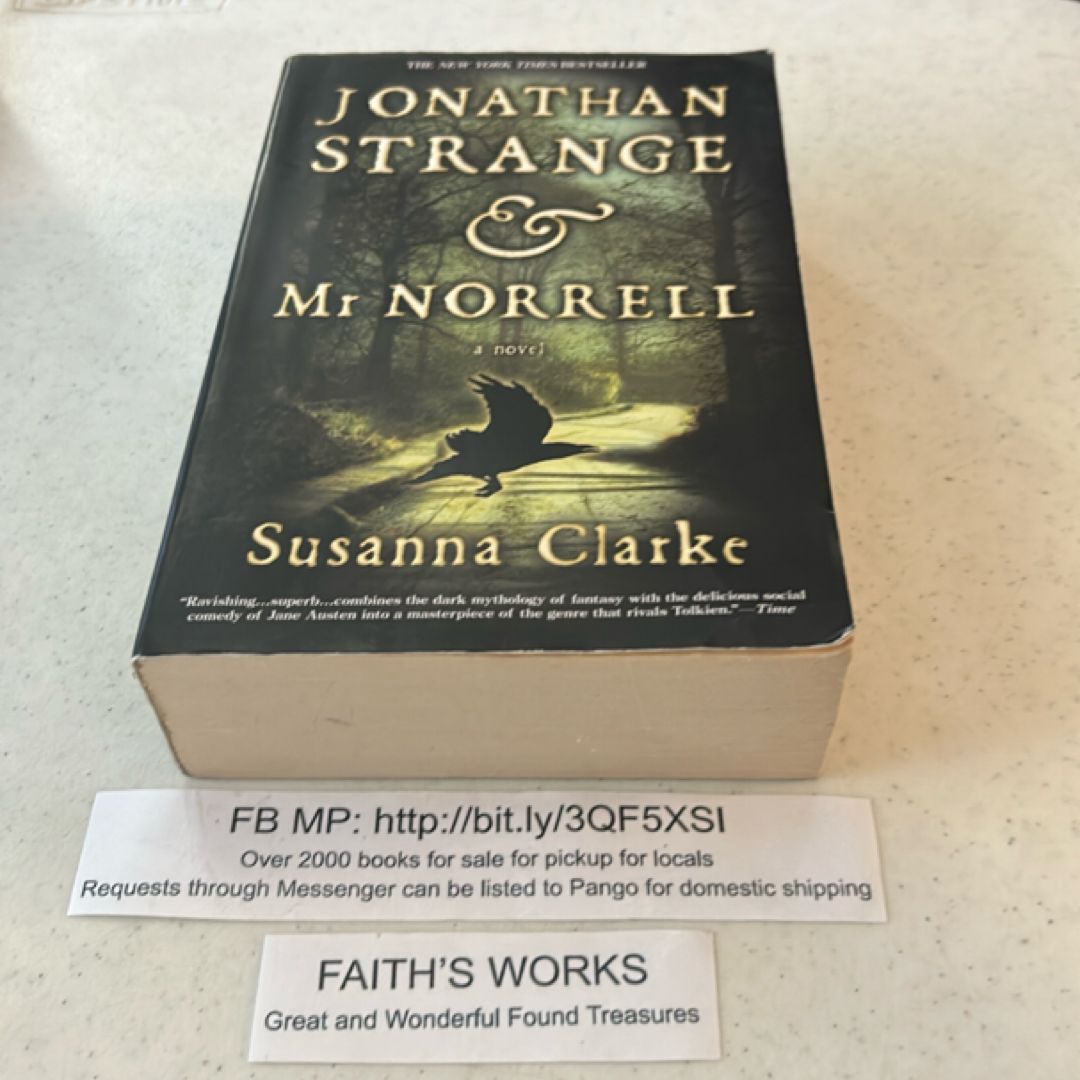 THE NEW YORK TIMES BESTSELLER
JONATHAN
STRANGE
&
Mr NORRELL
a novel
Susanna Clarke
"Ravishing...superb...combines the dark mythology of fantasy with the delicious social
comedy of Jane Austen into a masterpiece of the genre that rivals Tolkien."—Time
FB MP: http://bit.ly/3QF5XSI
Over 2000 books for sale for pickup for locals
Requests through Messenger can be listed to Pango for domestic shipping
FAITH'S WORKS
Great and Wonderful Found Treasures